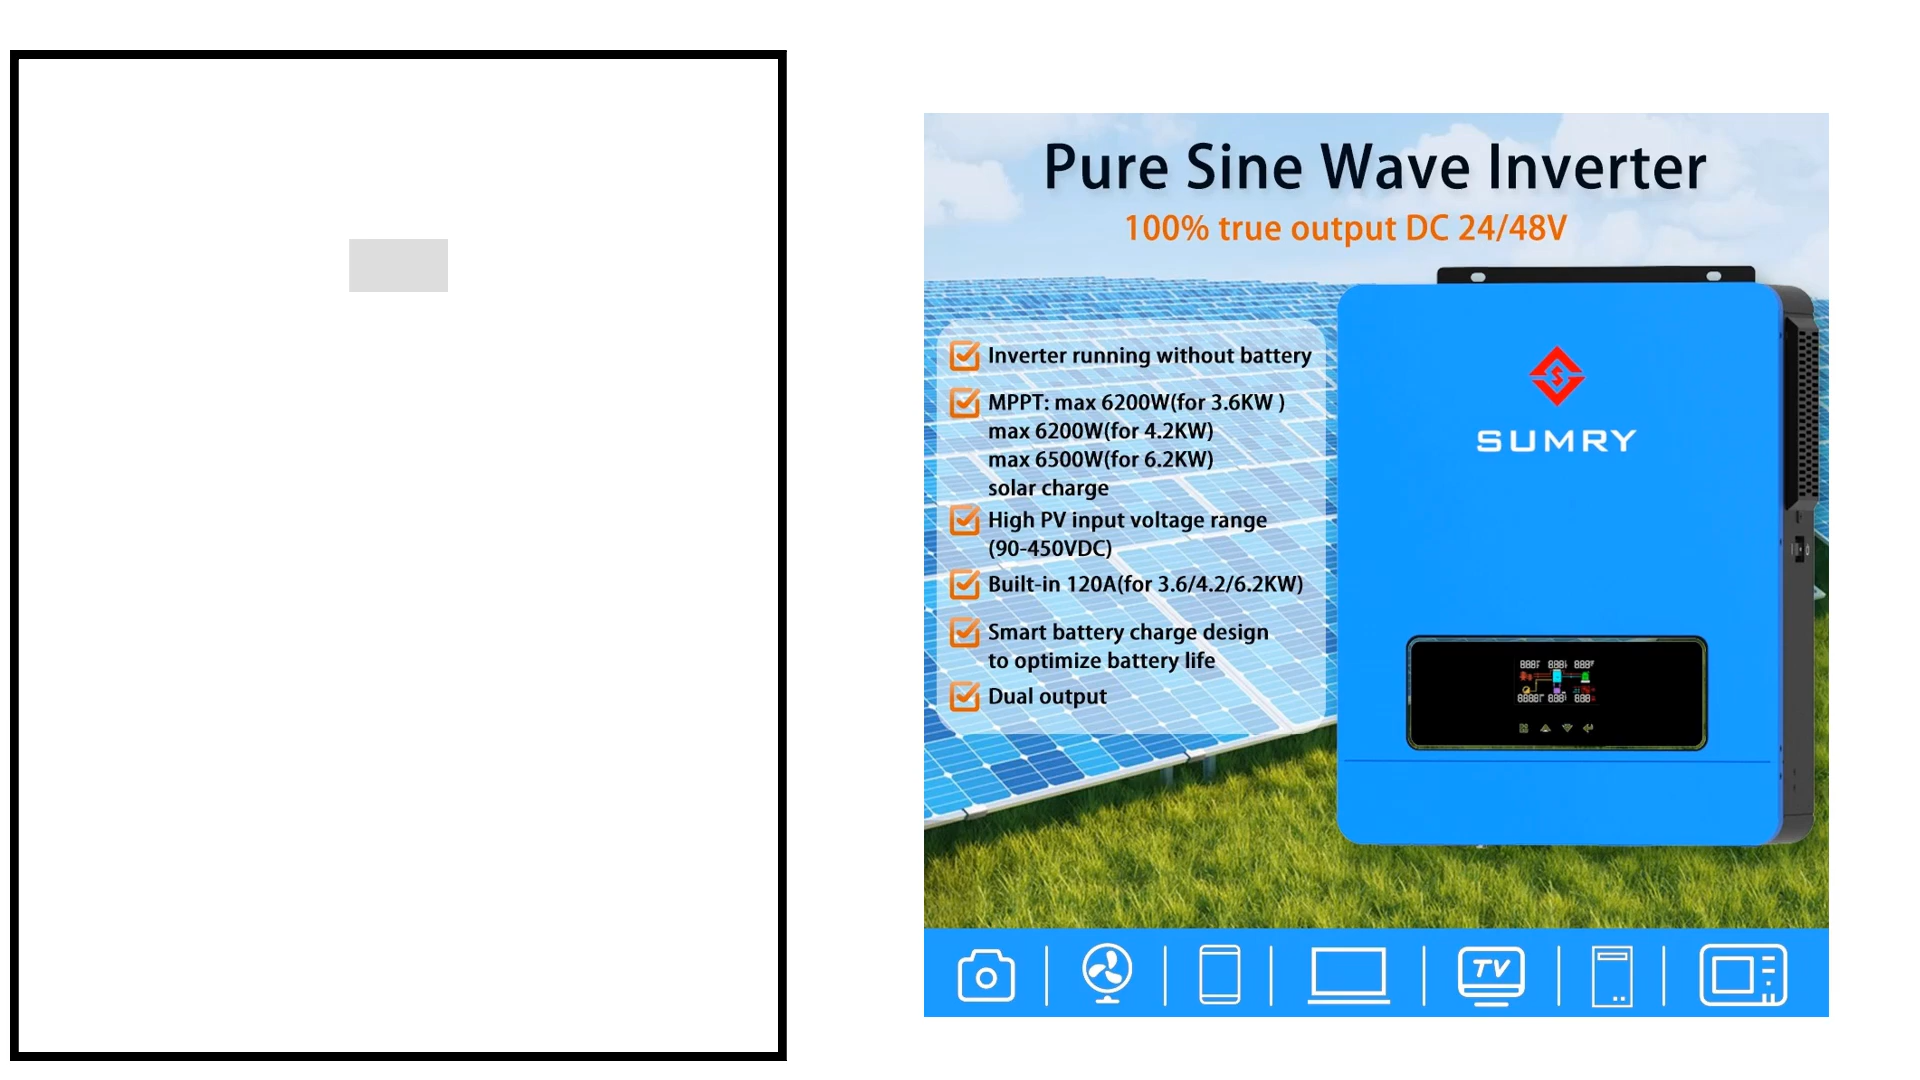 Pure Sine Wave Inverter
100% true output DC 24/48V
Inverter running without battery
MPPT: max 6200W(for 3.6KW )
max 6200W(for 4.2KW)
max 6500W(for 6.2KW)
solar charge
High PV input voltage range
(90-450VDC)
Built-in 120A(for 3.6/4.2/6.2KW)
Smart battery charge design
to optimize battery life
Dual output
SUMRY
TV